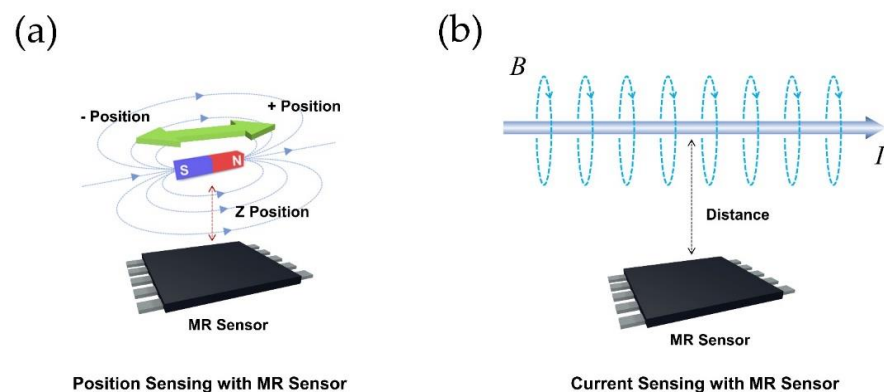 (a)
- Position
+ Position
S
N
Z Position
MR Sensor
Position Sensing with MR Sensor
(b)
B
I
Distance
MR Sensor
Current Sensing with MR Sensor